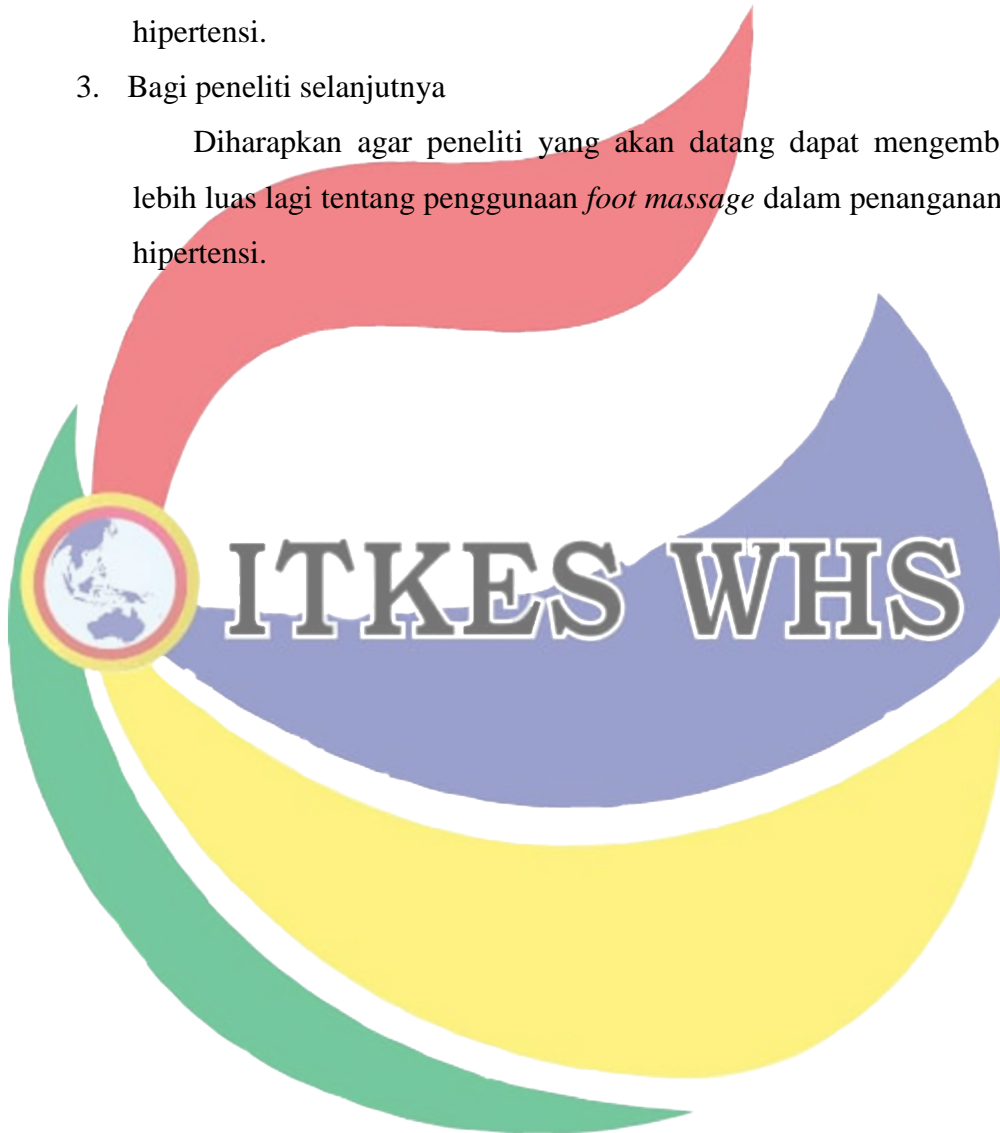 hipertensi.
3. Bagi peneliti selanjutnya
Diharapkan agar peneliti yang akan datang dapat mengemb
lebih luas lagi tentang penggunaan foot massage dalam penanganan
hipertensi.
ITKES WHS